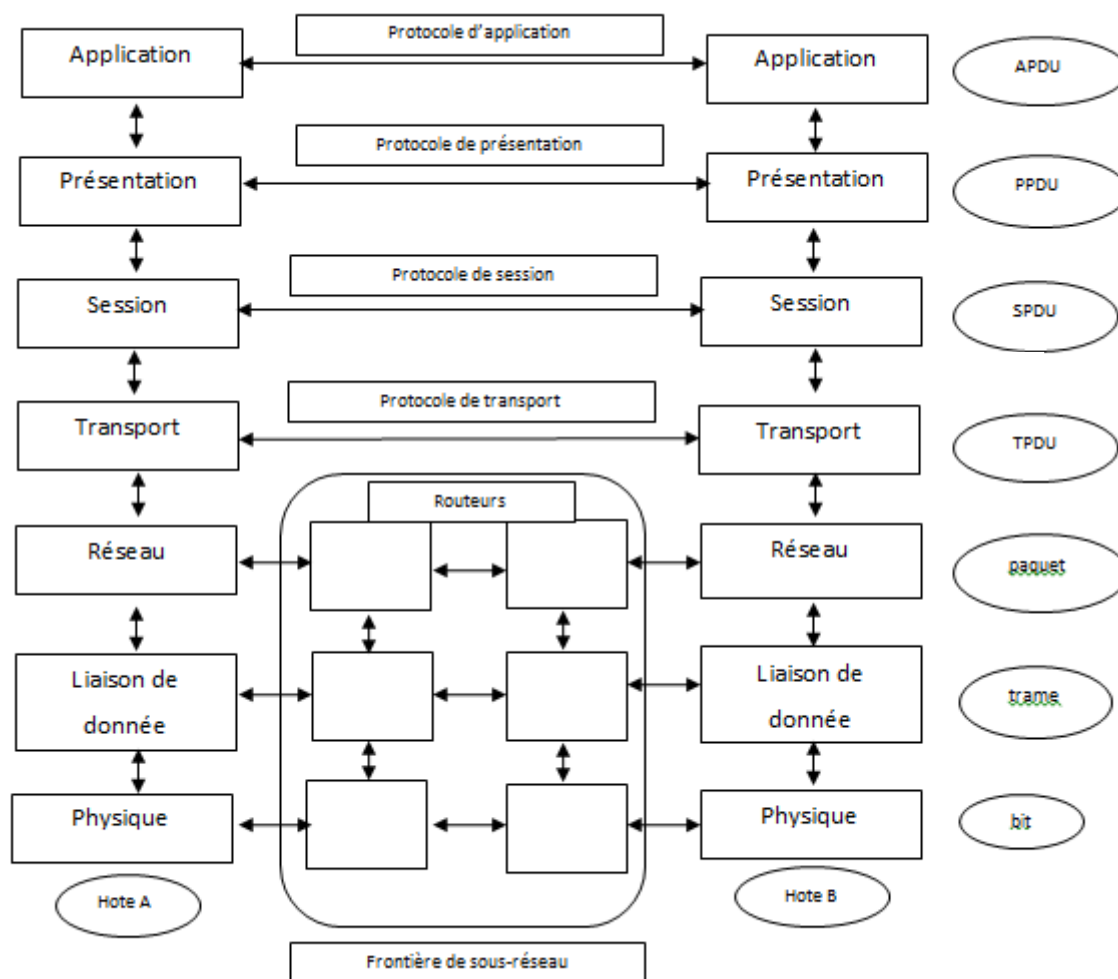 Protocole d'application
Application
Application
APDU
Protocole de présentation
Présentation
Présentation
PPDU
Protocole de session
Session
Session
SPDU
Protocole de transport
Transport
Transport
TPDU
Routeurs
Réseau
Réseau
paquet
Liaison de
donnée
Liaison de
donnée
trame
Physique
Physique
bit
Hote A
Hote B
Frontière de sous-réseau